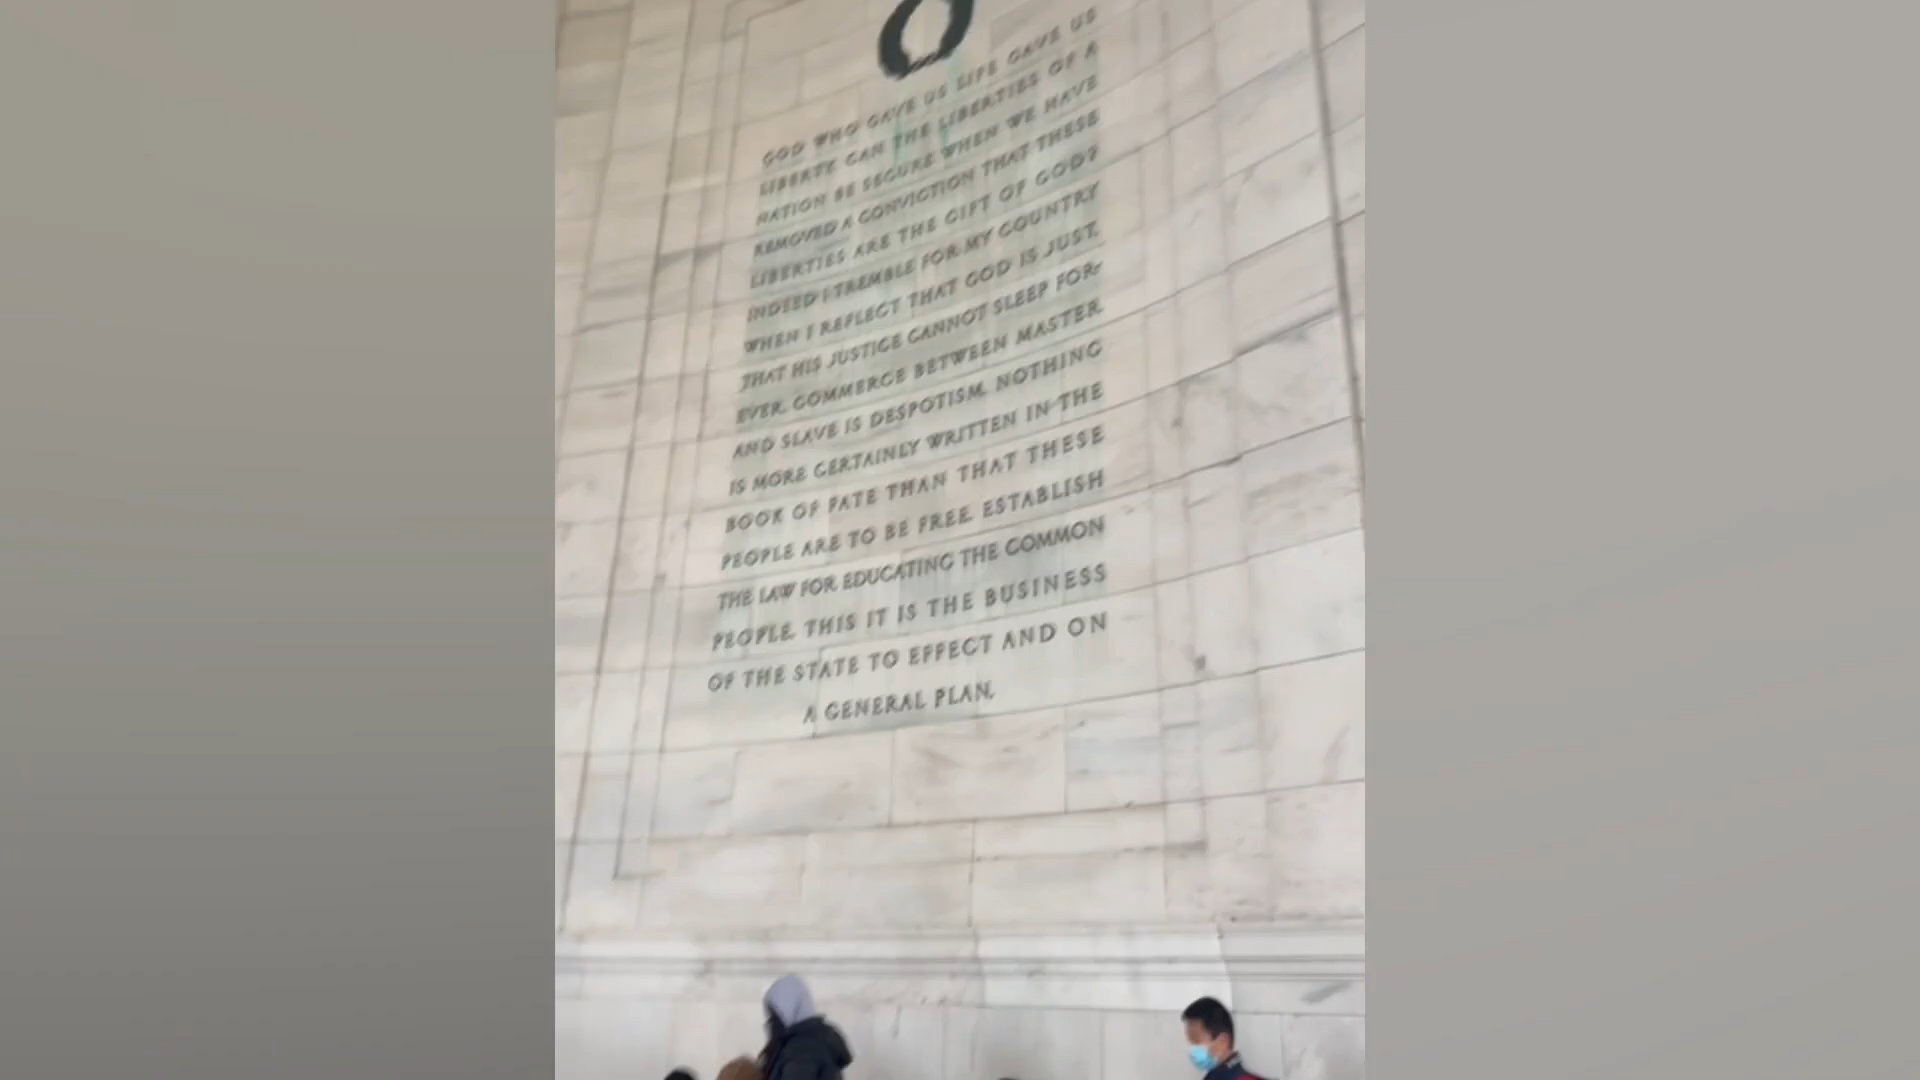 GOD WHO GAVE US LIFE GAVE US
LIBERTY CAN THE LIBERTIES OF A
NATION BE SECURE WHEN WE HAVE
REMOVED A CONVICTION THAT THESE
LIBERTIES ARE THE GIFT OF GOD?
INDEED I TREMBLE FOR MY COUNTRY
WHEN I REFLECT THAT GOD IS JUST,
THAT HIS JUSTICE CANNOT SLEEP FOR-
EVER. COMMERCE BETWEEN MASTER
AND SLAVE IS DESPOTISM. NOTHING
IS MORE CERTAINLY WRITTEN IN THE
BOOK OF FATE THAN THAT THESE
PEOPLE ARE TO BE FREE. ESTABLISH
THE LAW FOR EDUCATING THE COMMON
PEOPLE. THIS IT IS THE BUSINESS
OF THE STATE TO EFFECT AND ON
A GENERAL PLAN.